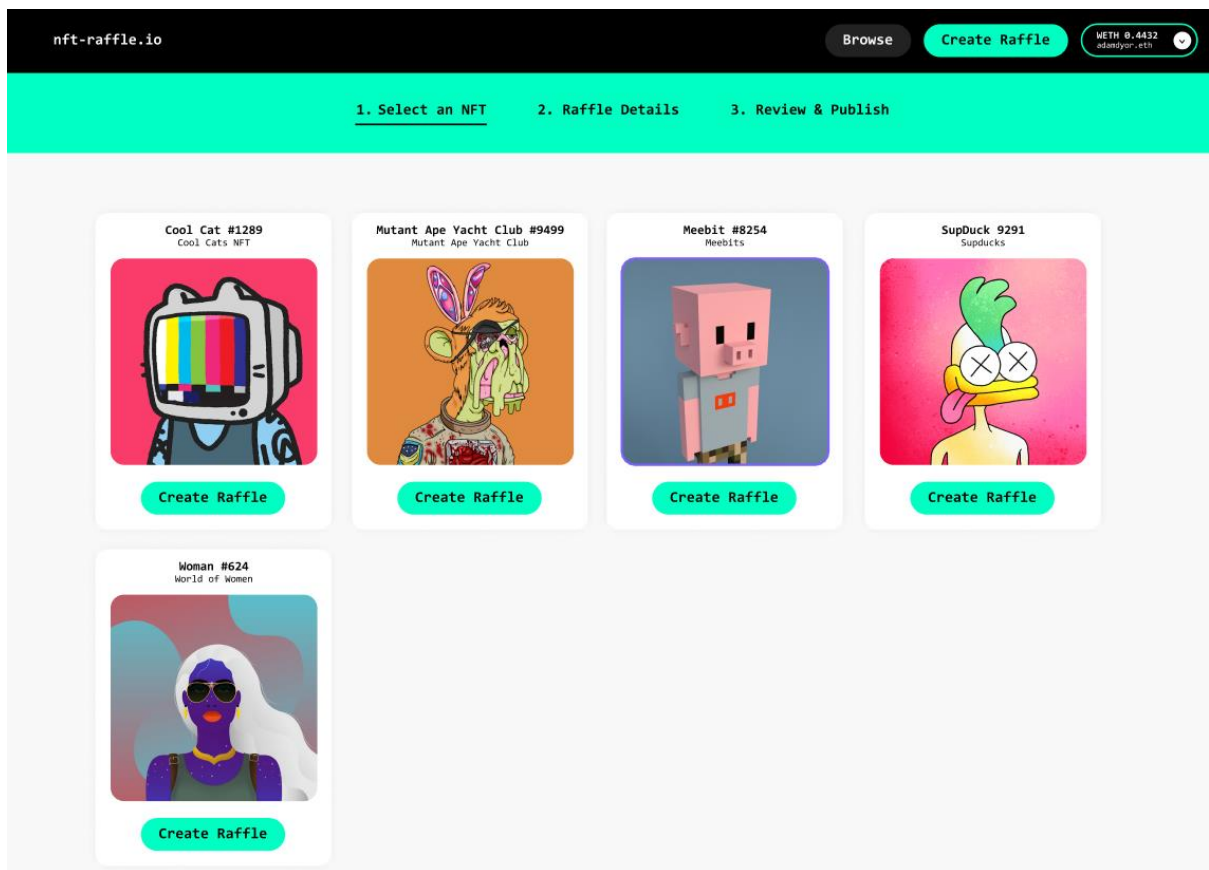 nft-raffle.io
Browse
Create Raffle
WETH 0.4432
adamdyor.eth
1. Select an NFT
2. Raffle Details
3. Review & Publish
Cool Cat #1289
Cool Cats NFT
Create Raffle
Mutant Ape Yacht Club #9499
Mutant Ape Yacht Club
Create Raffle
Meebit #8254
Meebits
Create Raffle
SupDuck 9291
Supducks
Create Raffle
Woman #624
World of Women
Create Raffle